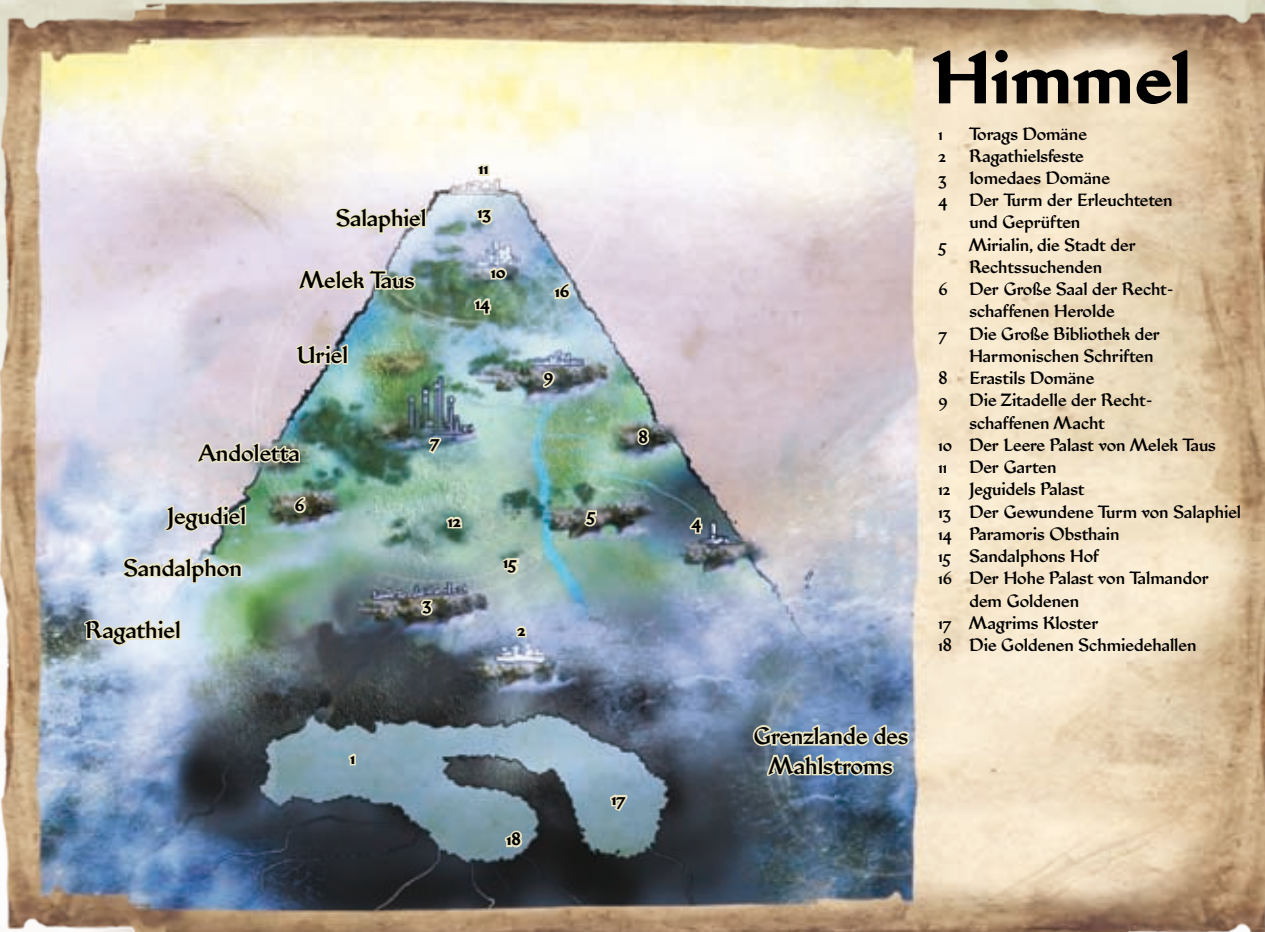 Himmel
1 Torags Domäne
2 Ragathielsfeste
3 Iomedaes Domäne
4 Der Turm der Erleuchteten
und Geprüften
5 Mirialin, die Stadt der
Rechtssuchenden
6 Der Große Saal der Recht-
schaffenen Herolde
7 Die Große Bibliothek der
Harmonischen Schriften
8 Erastils Domäne
9 Die Zitadelle der Recht-
schaffenen Macht
10 Der Leere Palast von Melek Taus
11 Der Garten
12 Jeguidels Palast
13 Der Gewundene Turm von Salaphiel
14 Paramoris Obsthain
15 Sandalphons Hof
16 Der Hohe Palast von Talmandor
dem Goldenen
17 Magrims Kloster
18 Die Goldenen Schmiedehallen
11
Salaphiel
13
10
Melek Taus
16
14
Uriel
9
7
8
Andoletta
6
Jegudiel
12
5
4
Sandalphon
15
3
Ragathiel
2
Grenzlande des
Mahlstroms
1
17
18